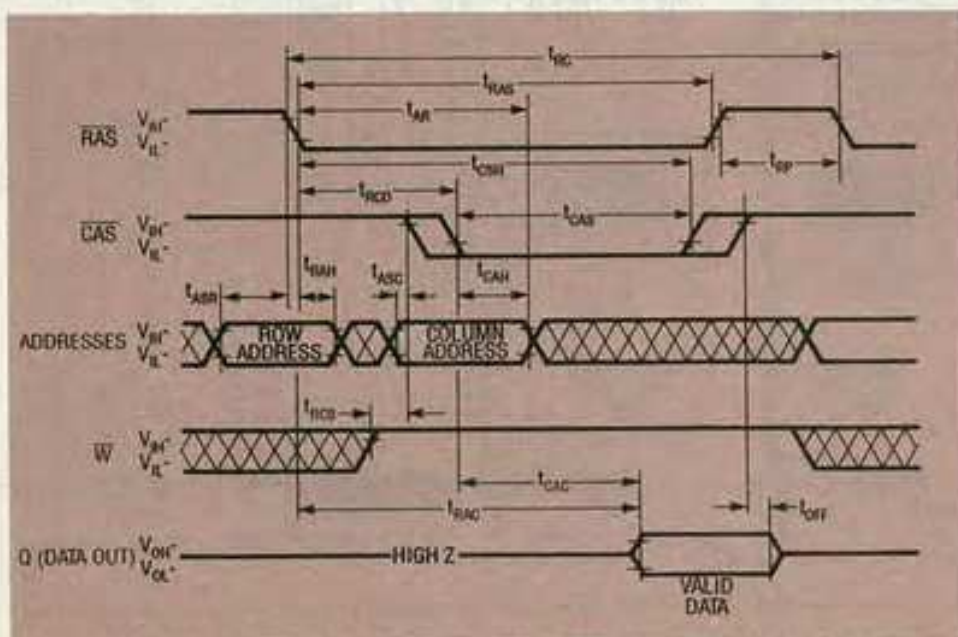 tRC
tRAS
tAR
RAS VIH-
VIL-
tCSH
tRP
tRCD
CAS VIH-
VIL-
tCAS
tRAH
tASC
tCAH
tASR
ADDRESSES VIH-
VIL-
ROW
ADDRESS
COLUMN
ADDRESS
tRCS
W VIH-
VIL-
tCAC
tRAC
tOFF
Q (DATA OUT) VOH-
VOL-
HIGH Z
VALID
DATA